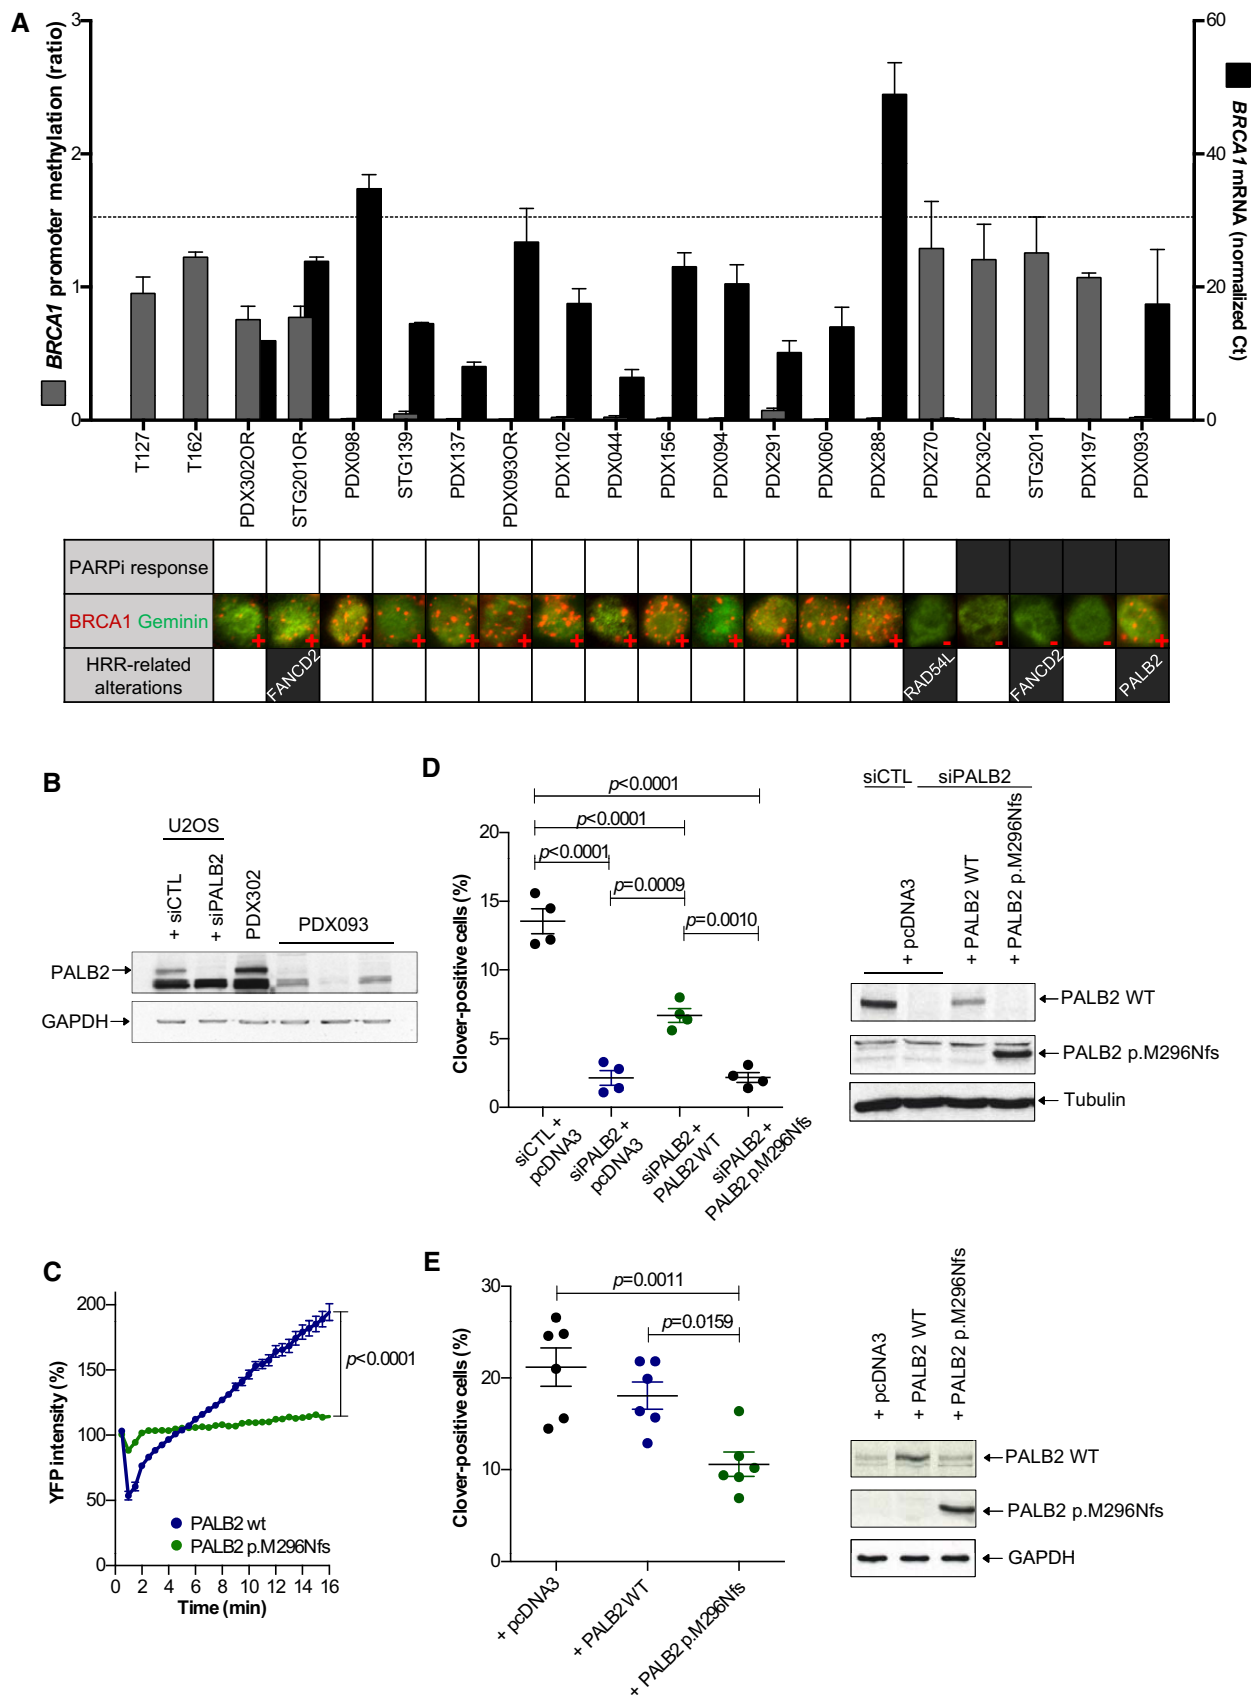 A
BRCA1 promoter methylation (ratio)
3
2
1
0
60
40
20
0
BRCA1 mRNA (normalized Ct)
T127
T162
PDX302OR
STG201OR
PDX098
STG139
PDX137
PDX093OR
PDX102
PDX044
PDX156
PDX094
PDX291
PDX060
PDX288
PDX270
PDX302
STG201
PDX197
PDX093
PARPi response
BRCA1 Geminin
+ + + + + + + + + + + + + - - - - +
HRR-related
alterations
FANCD2
RAD54L
FANCD2
PALB2
B
U2OS
+ siCTL
+ siPALB2
PDX302
PDX093
PALB2
GAPDH
C
YFP intensity (%)
200
150
100
50
0
p<0.0001
PALB2 wt
PALB2 p.M296Nfs
0 2 4 6 8 10 12 14 16
Time (min)
D
p<0.0001
p<0.0001
p<0.0001
p=0.0009
p=0.0010
Clover-positive cells (%)
20
15
10
5
0
siCTL +
pcDNA3
siPALB2 +
pcDNA3
siPALB2 +
PALB2 WT
siPALB2 +
PALB2 p.M296Nfs
siCTL
siPALB2
+ pcDNA3
+ PALB2 WT
+ PALB2 p.M296Nfs
PALB2 WT
PALB2 p.M296Nfs
Tubulin
E
p=0.0011
p=0.0159
Clover-positive cells (%)
30
20
10
0
+ pcDNA3
+ PALB2 WT
+ PALB2 p.M296Nfs
+ pcDNA3
+ PALB2 WT
+ PALB2 p.M296Nfs
PALB2 WT
PALB2 p.M296Nfs
GAPDH